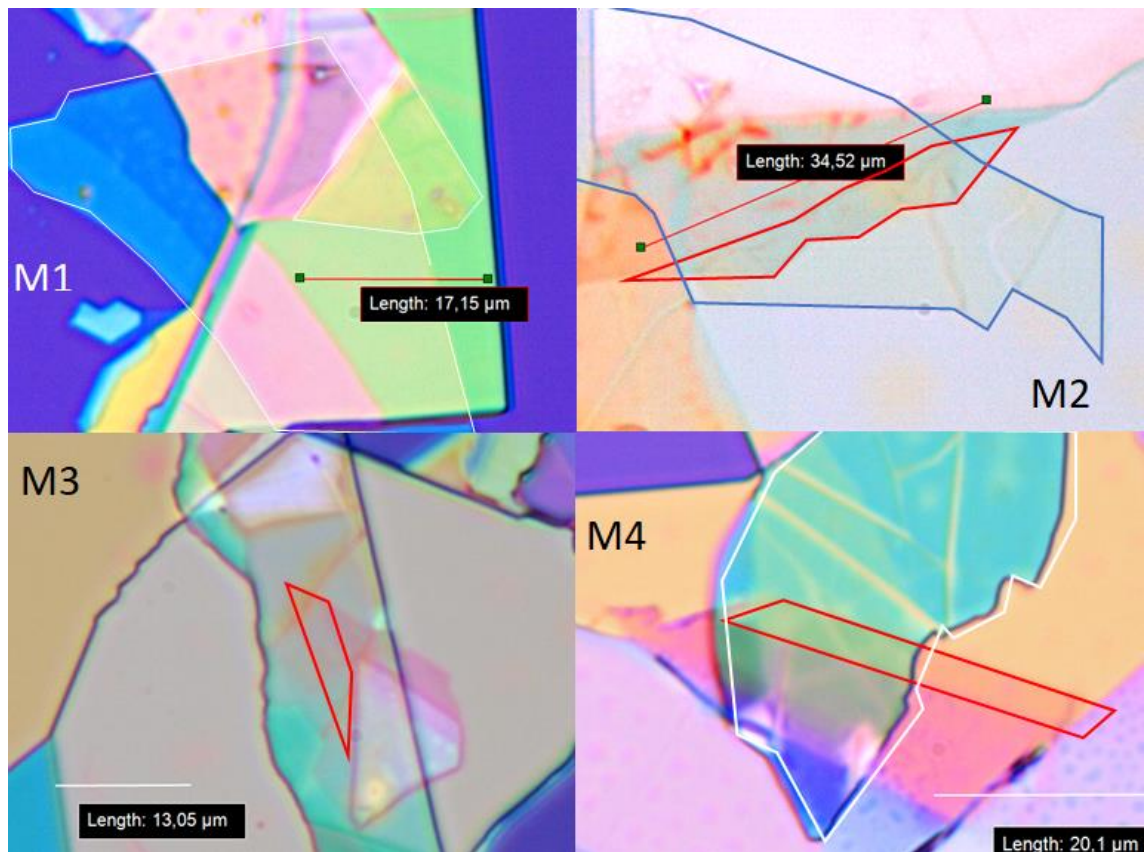 M1
Length: 17,15 µm
Length: 34,52 µm
M2
M3
Length: 13,05 µm
M4
Length: 20,1 µm